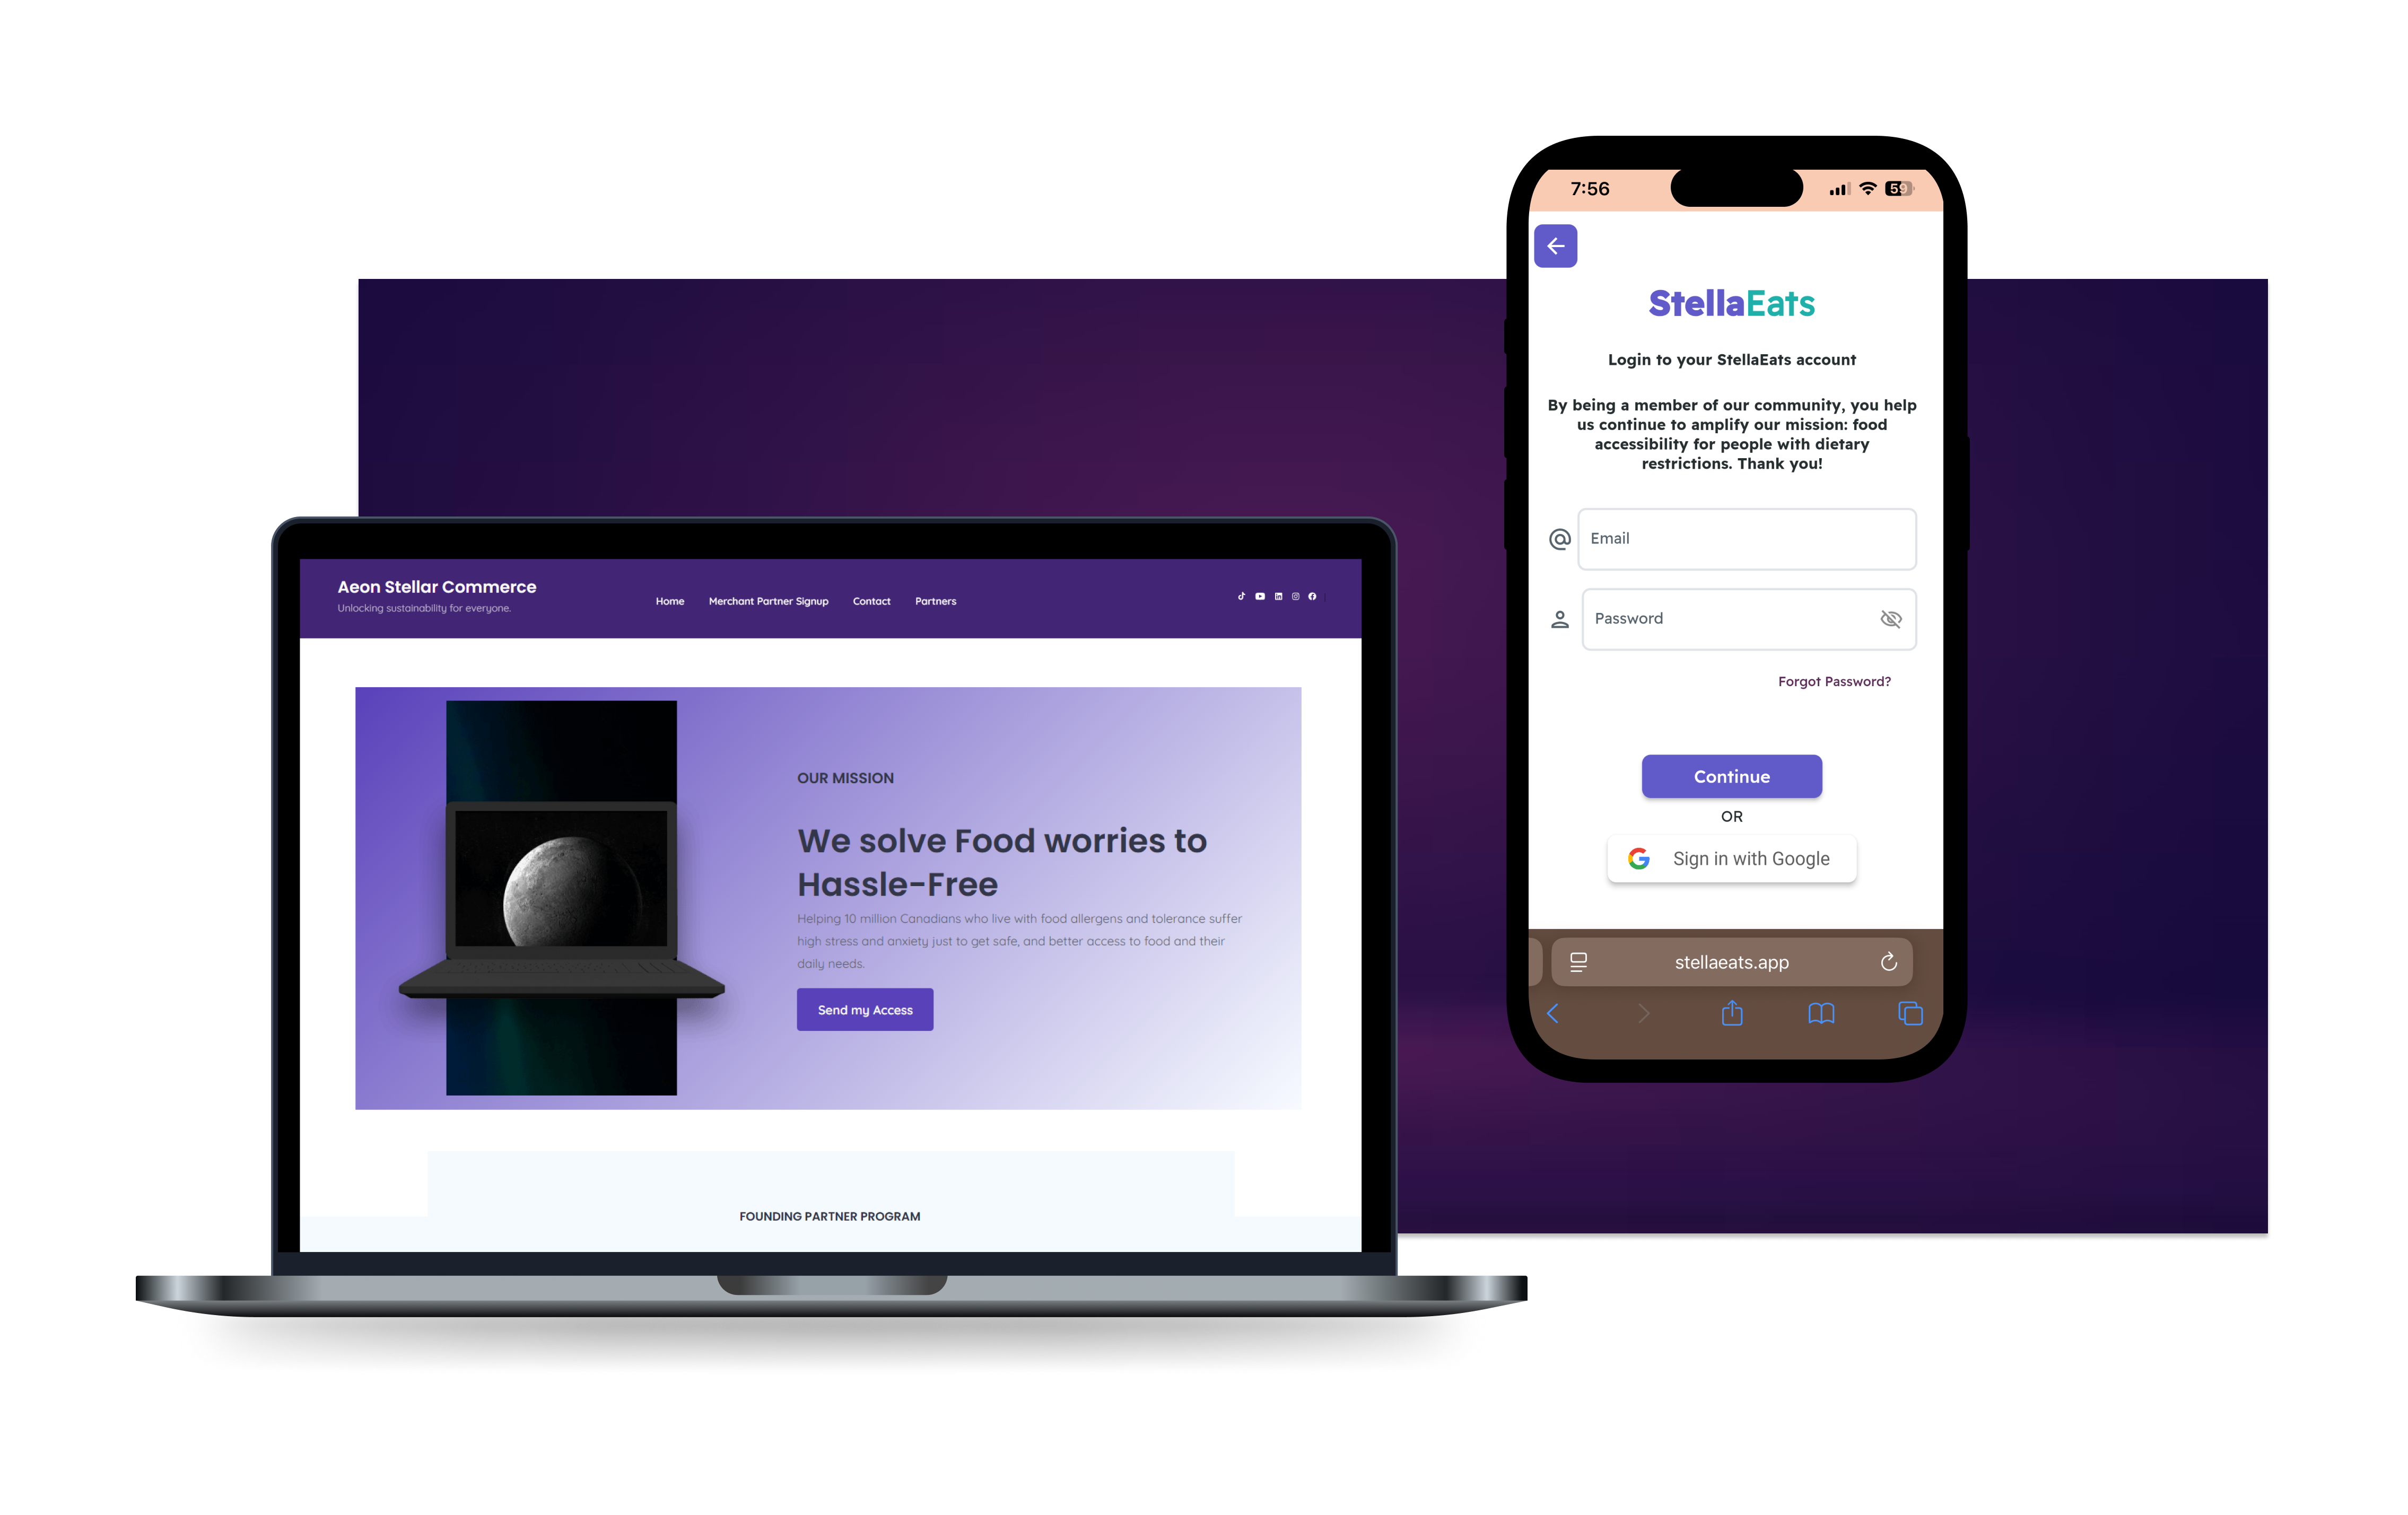 Aeon Stellar Commerce
Unlocking sustainability for everyone.
Home Merchant Partner Signup Contact Partners
OUR MISSION
We solve Food worries to
Hassle-Free
Helping 10 million Canadians who live with food allergens and tolerance suffer
high stress and anxiety just to get safe, and better access to food and their
daily needs.
Send my Access
FOUNDING PARTNER PROGRAM
7:56 59
StellaEats
Login to your StellaEats account
By being a member of our community, you help
us continue to amplify our mission: food
accessibility for people with dietary
restrictions. Thank you!
Email
Password
Forgot Password?
Continue
OR
Sign in with Google
stellaeats.app